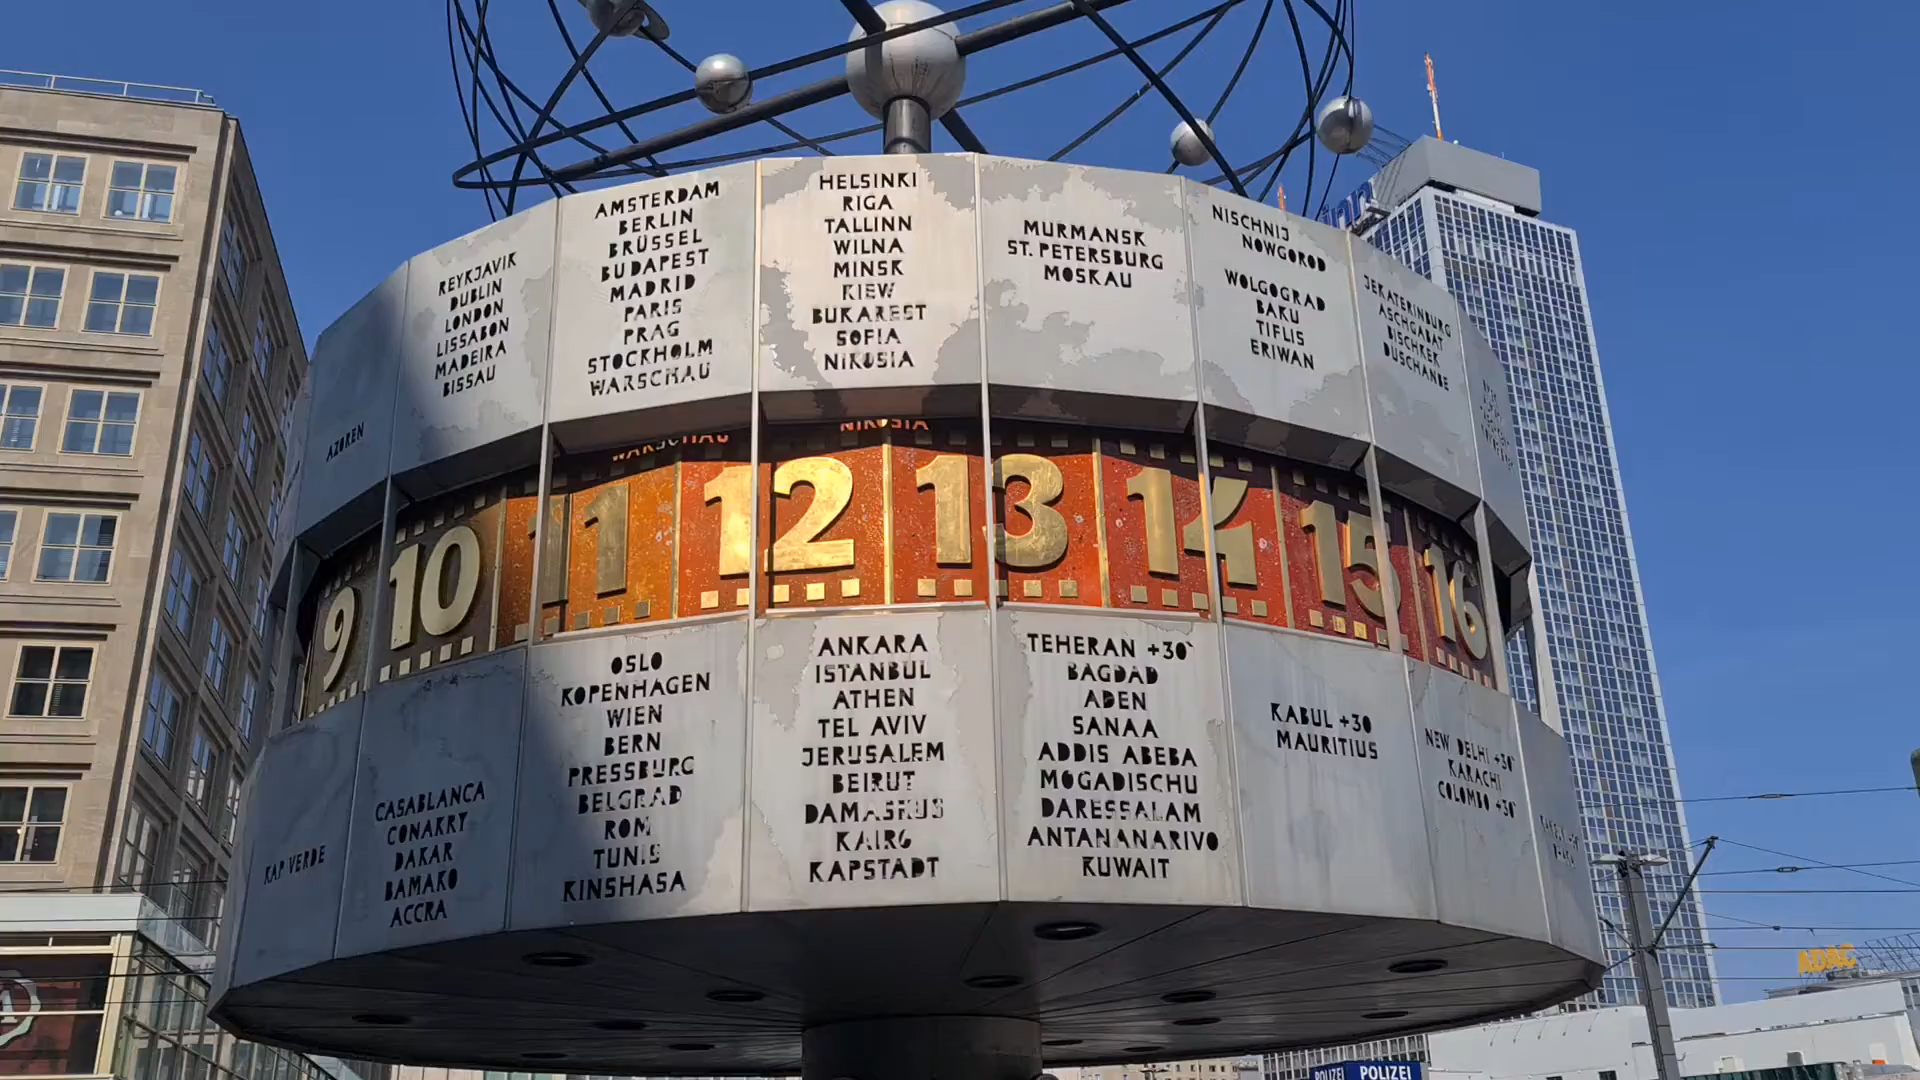 AZOREN
REYKJAVIK
DUBLIN
LONDON
LISSABON
MADEIRA
BISSAU
AMSTERDAM
BERLIN
BRÜSSEL
BUDAPEST
MADRID
PARIS
PRAG
STOCKHOLM
WARSCHAU
HELSINKI
RIGA
TALLINN
WILNA
MINSK
KIEW
BUKAREST
SOFIA
NIKOSIA
MURMANSK
ST. PETERSBURG
MOSKAU
NISCHNIJ
NOWGOROD
WOLGOGRAD
BAKU
TIFLIS
ERIWAN
JEKATERINBURG
ASCHGABAT
BISCHKEK
DUSCHANBE
WARSCHAU
NIKOSIA
9 10 11 12 13 14 15 16
KAP VERDE
CASABLANCA
CONAKRY
DAKAR
BAMAKO
ACCRA
OSLO
KOPENHAGEN
WIEN
BERN
PRESSBURG
BELGRAD
ROM
TUNIS
KINSHASA
ANKARA
ISTANBUL
ATHEN
TEL AVIV
JERUSALEM
BEIRUT
DAMASKUS
KAIRO
KAPSTADT
TEHERAN +30`
BAGDAD
ADEN
SANAA
ADDIS ABEBA
MOGADISCHU
DARESSALAM
ANTANANARIVO
KUWAIT
KABUL +30
MAURITIUS
NEW DELHI +30`
KARACHI
COLOMBO +30`
ADAC
POLIZEI POLIZEI